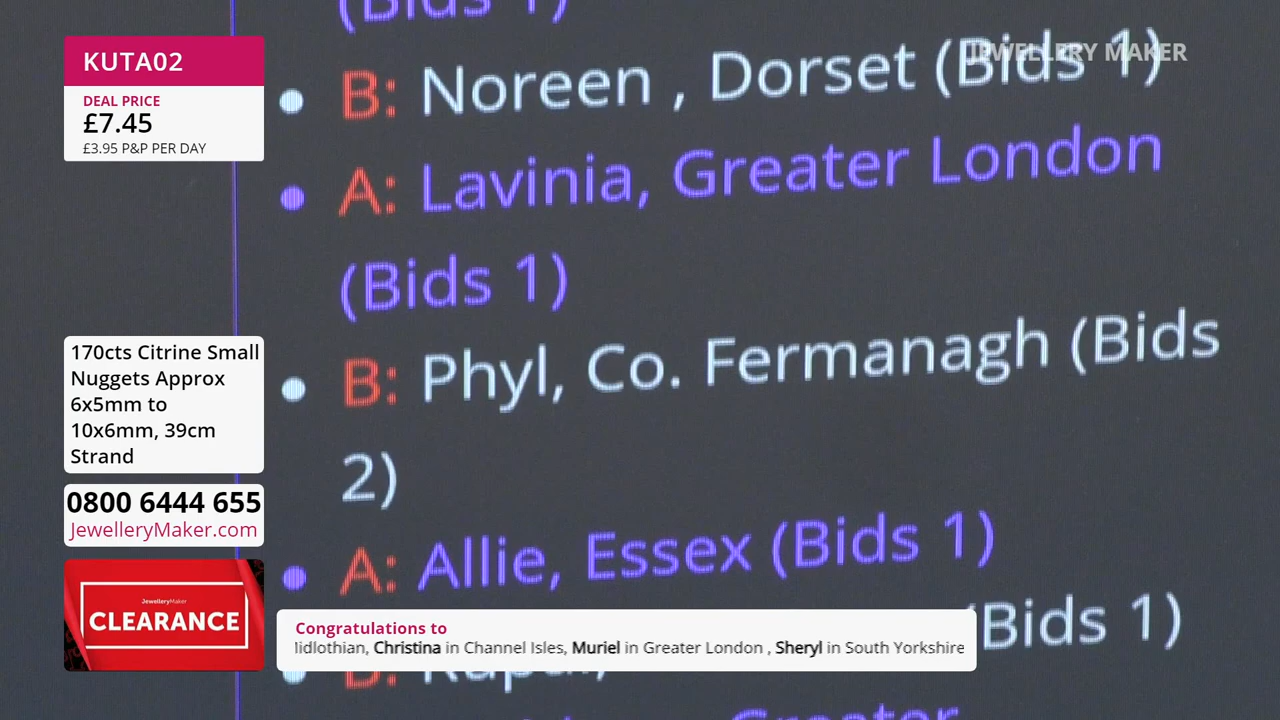 (Bids 1)
B: Noreen , Dorset (Bids 1)
A: Lavinia, Greater London
(Bids 1)
B: Phyl, Co. Fermanagh (Bids
2)
A: Allie, Essex (Bids 1)
(Bids 1)
B:
Greater
JEWELLERY MAKER
KUTA02
DEAL PRICE
£7.45
£3.95 P&P PER DAY
170cts Citrine Small
Nuggets Approx
6x5mm to
10x6mm, 39cm
Strand
0800 6444 655
JewelleryMaker.com
JewelleryMaker
CLEARANCE
Congratulations to
Christina in Channel Isles, Muriel in Greater London , Sheryl in South Yorkshire